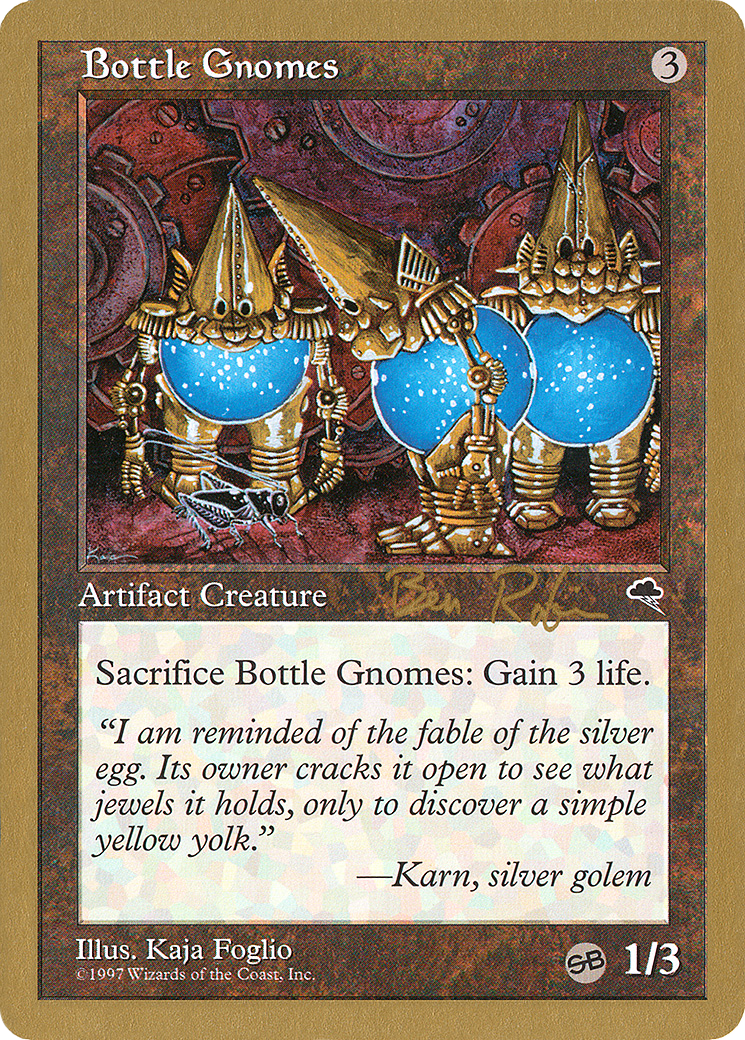 Bottle Gnomes 3
Kaja
Artifact Creature Ben Rubin
Sacrifice Bottle Gnomes: Gain 3 life.
“I am reminded of the fable of the silver
egg. Its owner cracks it open to see what
jewels it holds, only to discover a simple
yellow yolk.”
—Karn, silver golem
Illus. Kaja Foglio
©1997 Wizards of the Coast, Inc.
SB 1/3